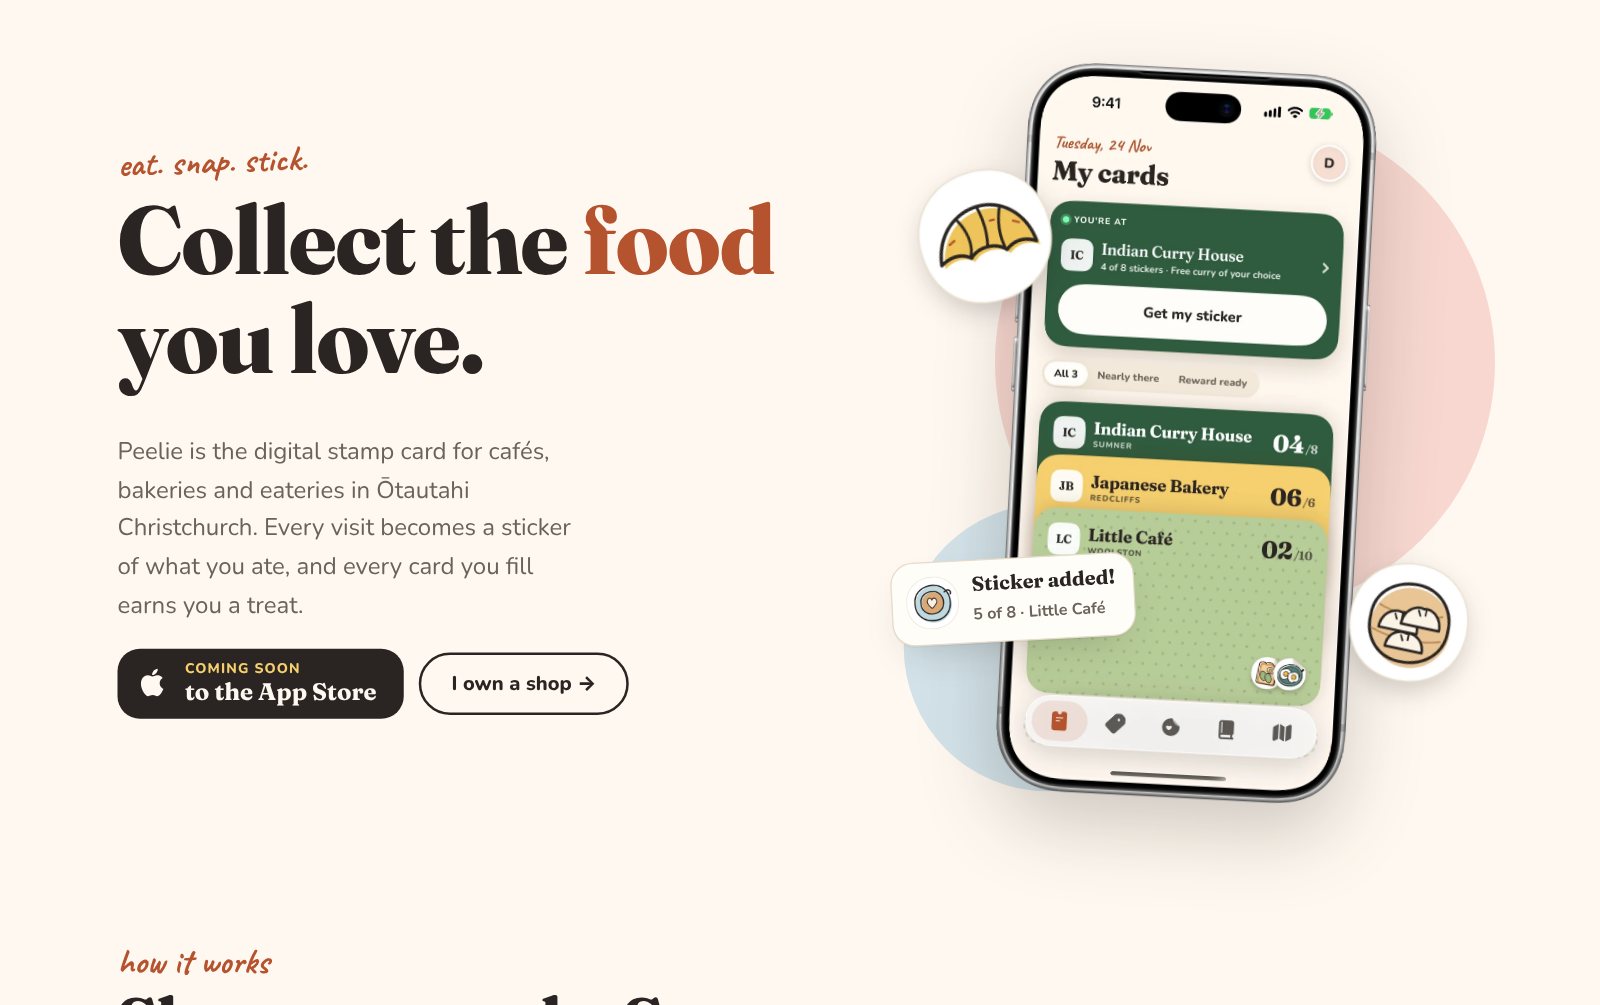 eat. snap. stick.
Collect the food
you love.
Peelie is the digital stamp card for cafés,
bakeries and eateries in Ōtautahi
Christchurch. Every visit becomes a sticker
of what you ate, and every card you fill
earns you a treat.
COMING SOON
to the App Store
I own a shop →
9:41
Tuesday, 24 Nov
My cards
D
YOU'RE AT
IC
Indian Curry House
4 of 8 stickers · Free curry of your choice
Get my sticker
All 3 Nearly there Reward ready
IC Indian Curry House 04/8
SUMNER
JB Japanese Bakery 06/6
REDCLIFFS
LC Little Café 02/10
WOOLSTON
Sticker added!
5 of 8 · Little Café
how it works